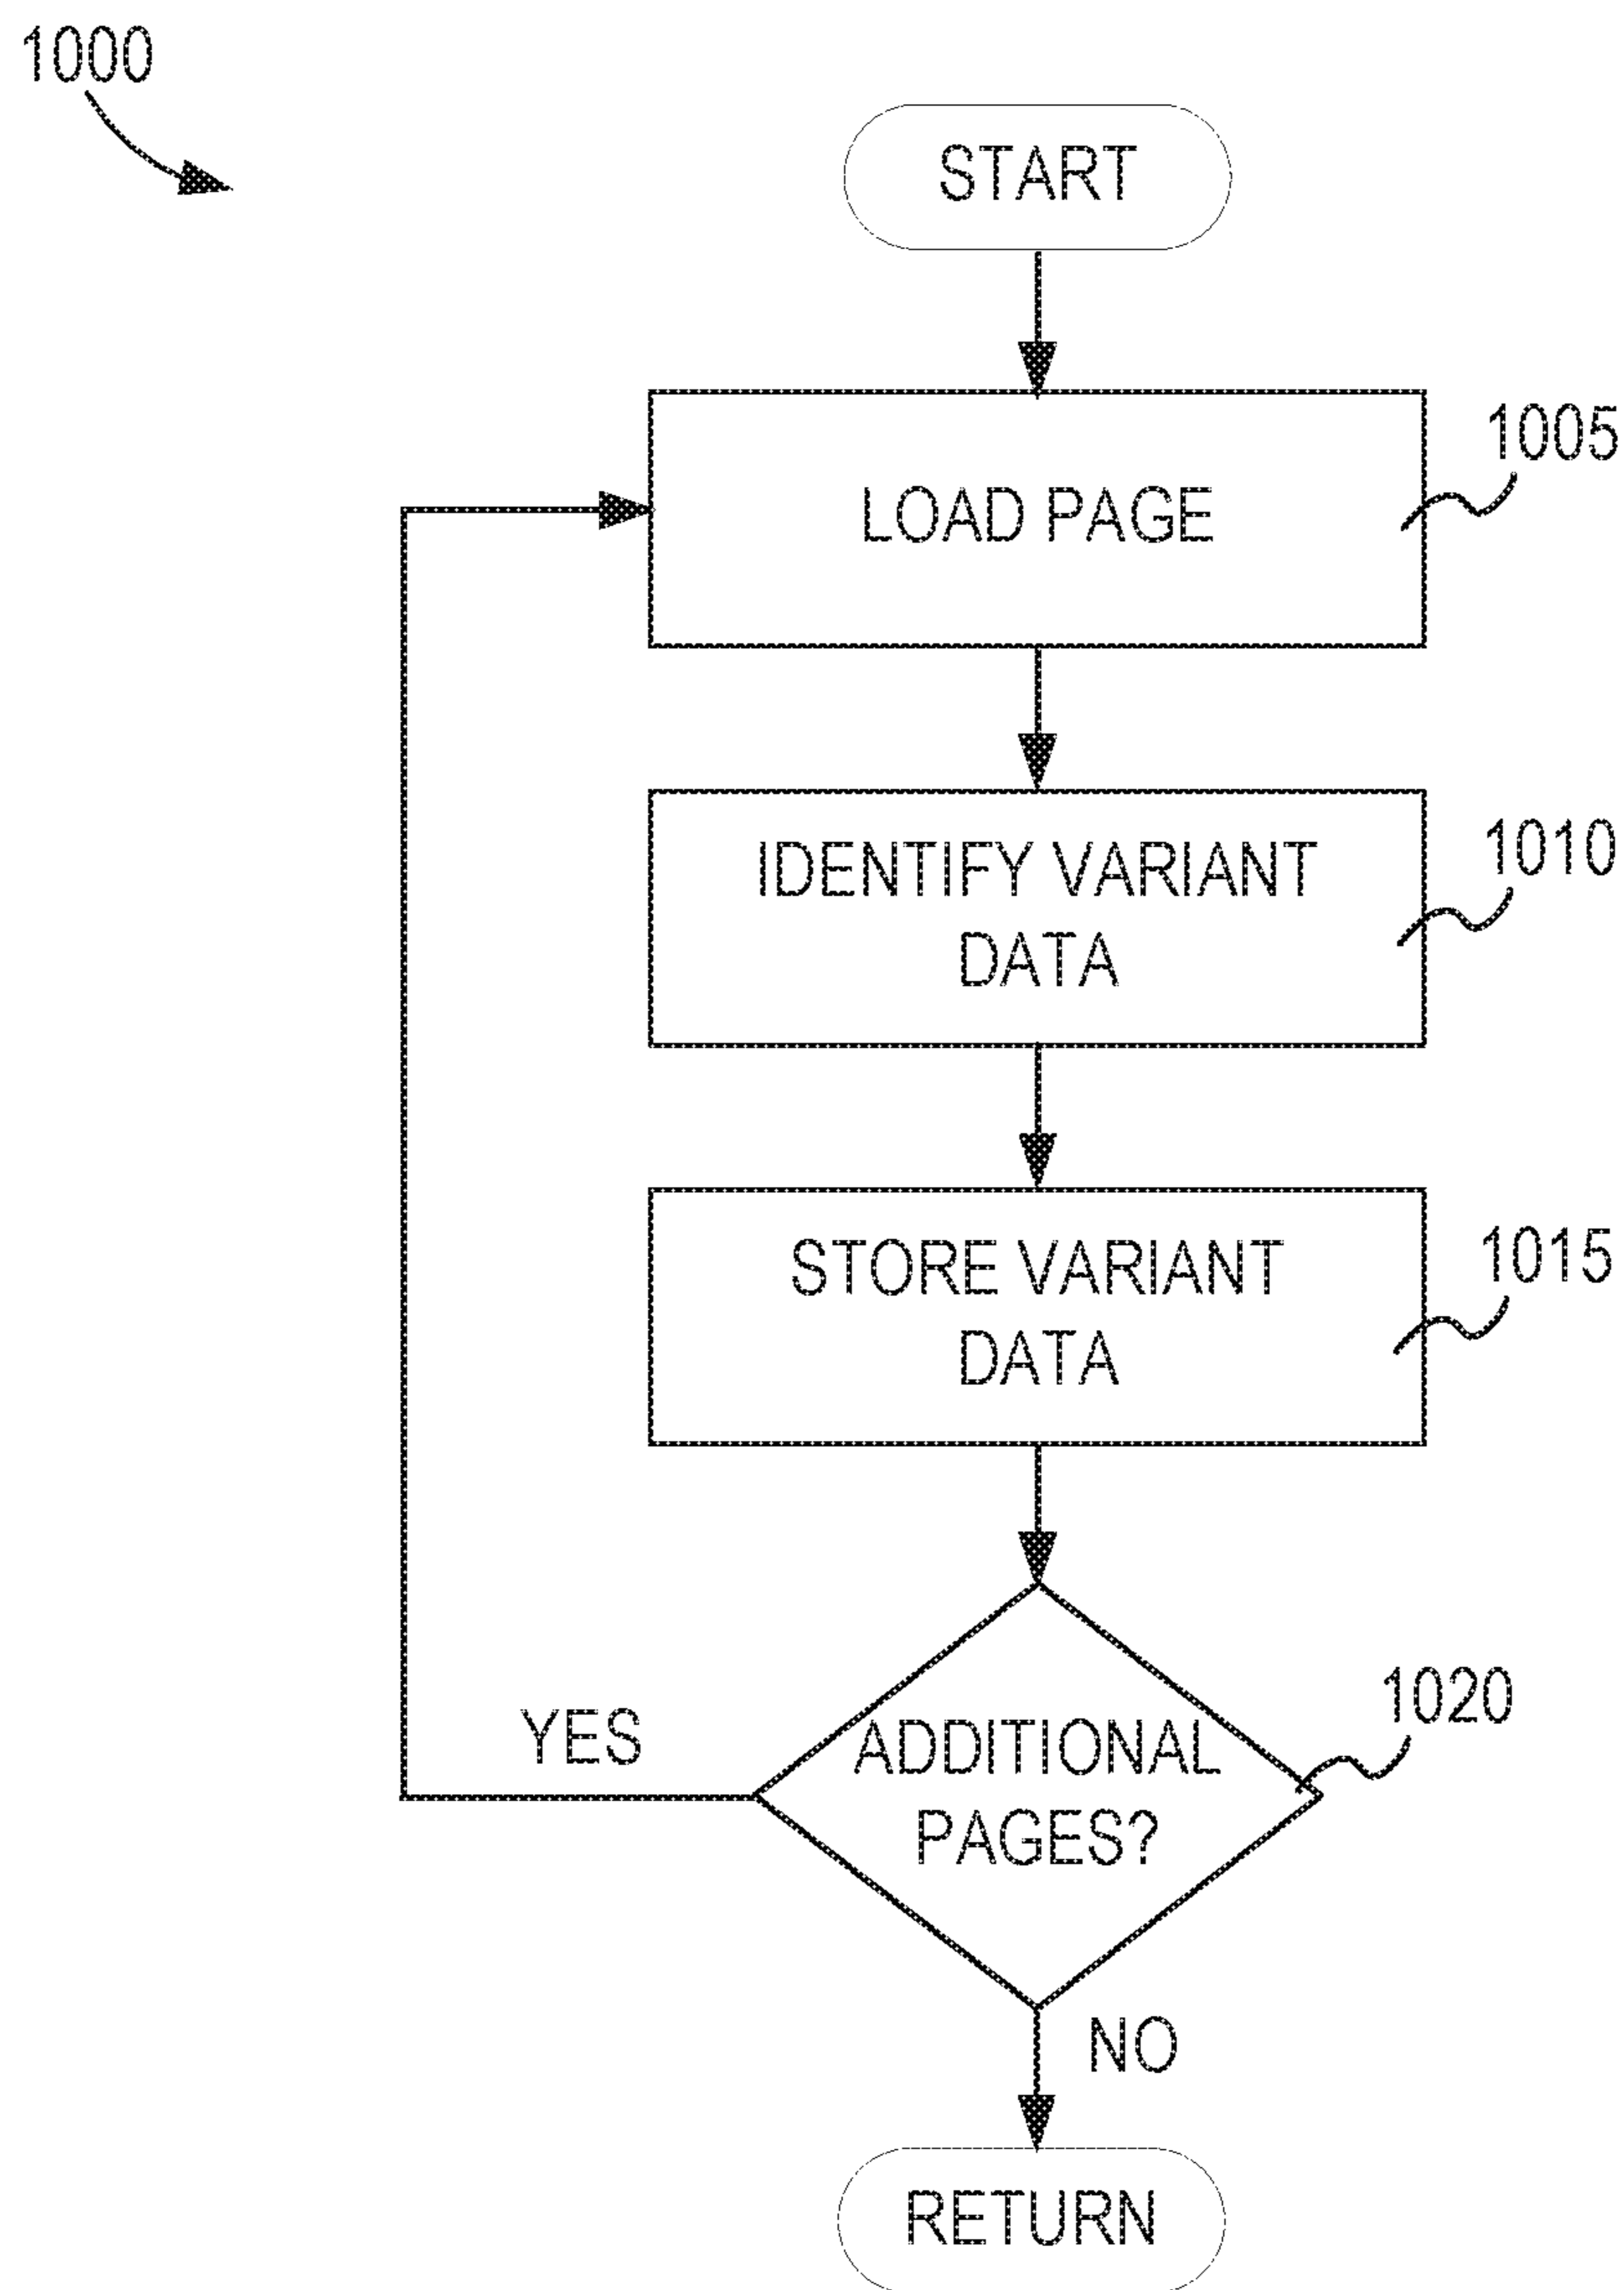 1000
START
LOAD PAGE
1005
IDENTIFY VARIANT
DATA
1010
STORE VARIANT
DATA
1015
ADDITIONAL
PAGES?
1020
YES
NO
RETURN